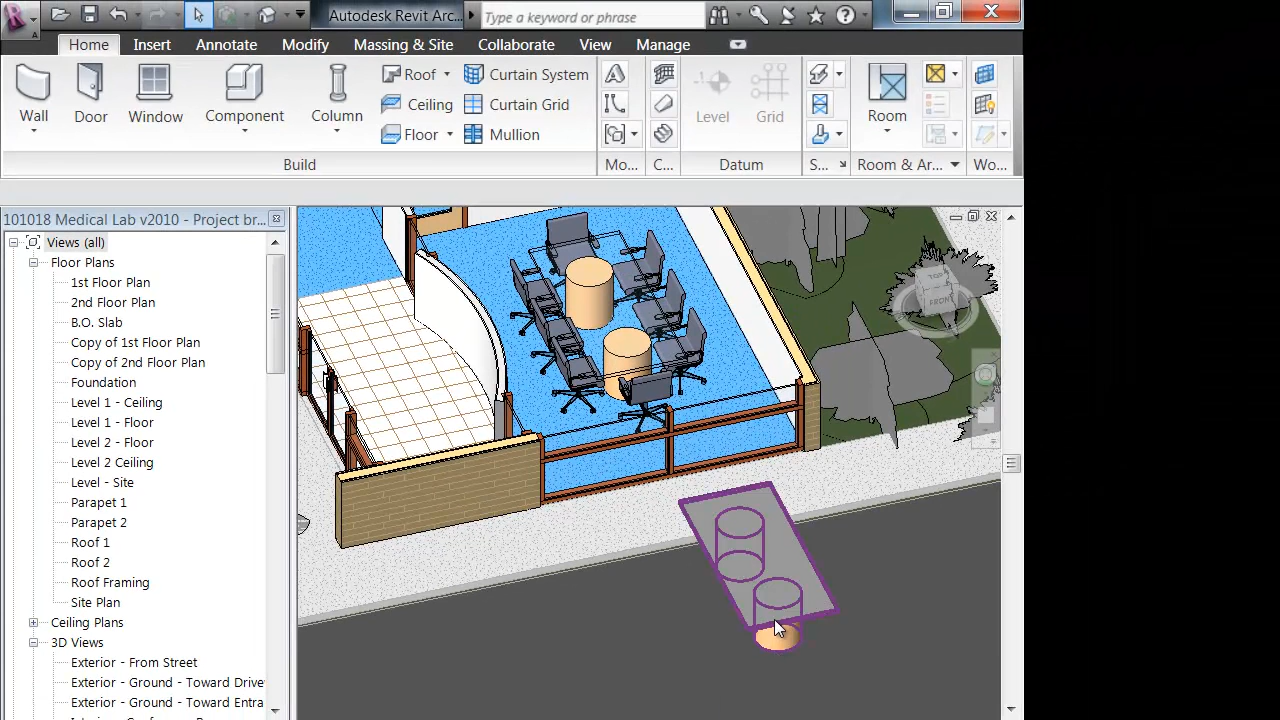 Autodesk Revit Arc...
Type a keyword or phrase
Home Insert Annotate Modify Massing & Site Collaborate View Manage
Wall Door Window Component Column
Roof Curtain System
Ceiling Curtain Grid
Floor Mullion
Level Grid Room
Build Mo... C... Datum S... Room & Ar... Wo...
101018 Medical Lab v2010 - Project br...
Views (all)
Floor Plans
1st Floor Plan
2nd Floor Plan
B.O. Slab
Copy of 1st Floor Plan
Copy of 2nd Floor Plan
Foundation
Level 1 - Ceiling
Level 1 - Floor
Level 2 - Floor
Level 2 Ceiling
Level - Site
Parapet 1
Parapet 2
Roof 1
Roof 2
Roof Framing
Site Plan
Ceiling Plans
3D Views
Exterior - From Street
Exterior - Ground - Toward Drive
Exterior - Ground - Toward Entra
TOP
FRONT